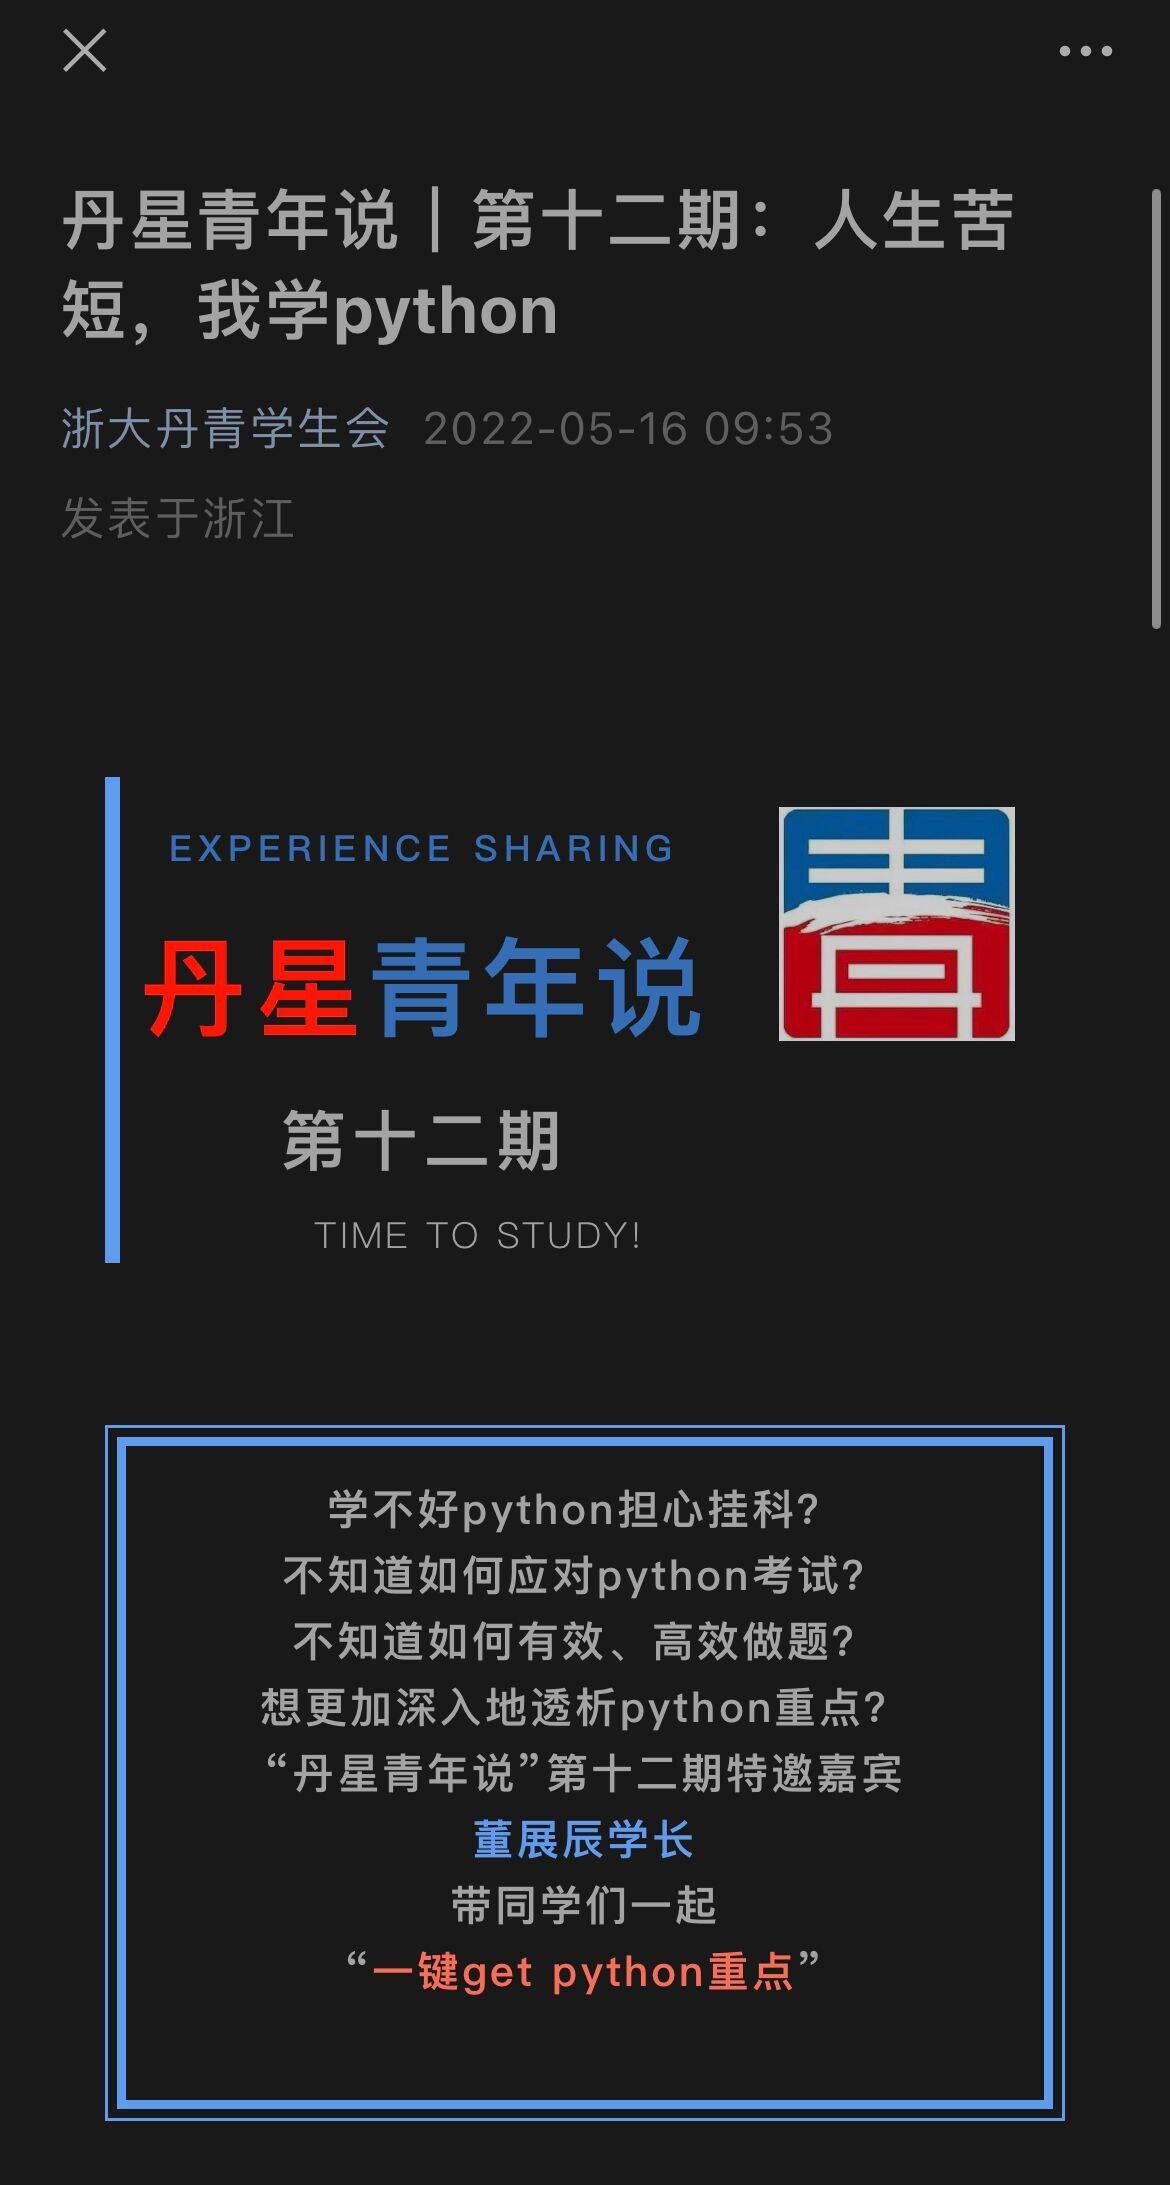 丹星青年说｜第十二期：人生苦
短，我学python
浙大丹青学生会 2022-05-16 09:53
发表于浙江
EXPERIENCE SHARING
丹星青年说
青
第十二期
TIME TO STUDY!
学不好python担心挂科?
不知道如何应对python考试?
不知道如何有效、高效做题?
想更加深入地透析python重点?
“丹星青年说”第十二期特邀嘉宾
董展辰学长
带同学们一起
“一键get python重点”